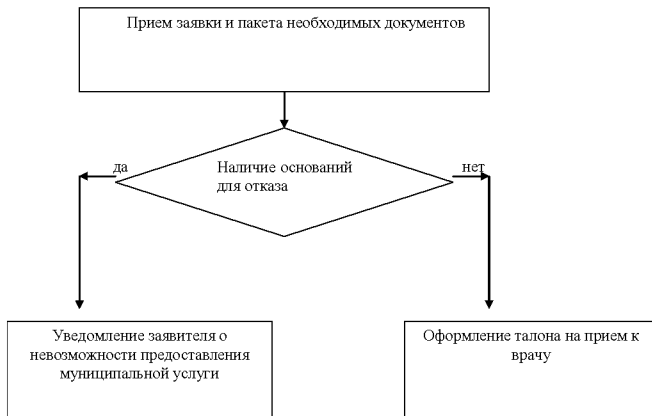 Прием заявки и пакета необходимых документов
да
Наличие оснований
для отказа
нет
Уведомление заявителя о
невозможности предоставления
муниципальной услуги
Оформление талона на прием к
врачу